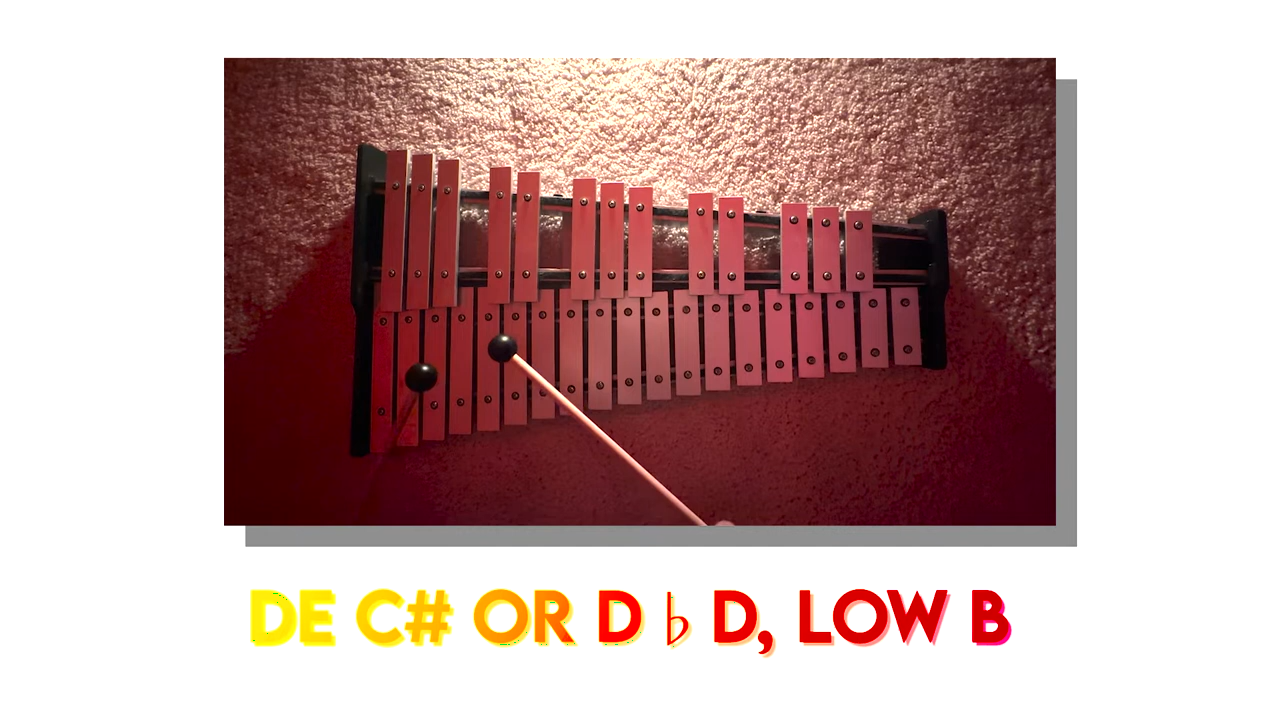 DE C# OR D ♭ D, LOW B